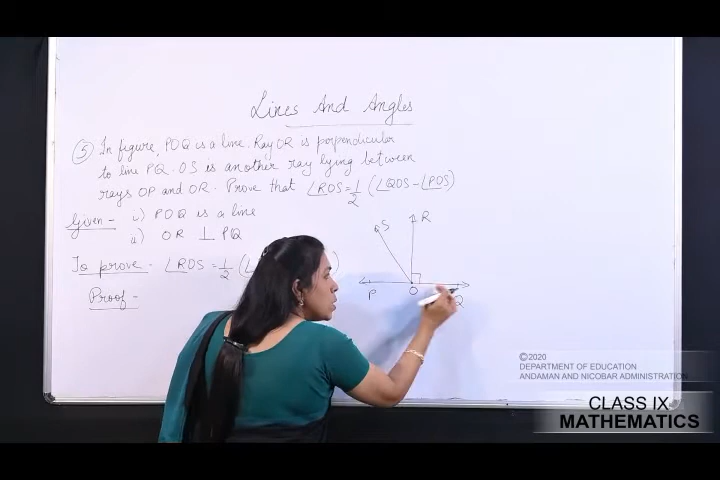 Lines And Angles
5 In figure, POQ is a line. Ray OR is perpendicular
to line PQ. OS is another ray lying between
rays OP and OR. Prove that ∠ROS = 1/2 (∠QOS - ∠POS)
Given - i) POQ is a line
ii) OR ⊥ PQ
To prove - ∠ROS = 1/2 (∠
Proof -
S R
P O Q
©2020
DEPARTMENT OF EDUCATION
ANDAMAN AND NICOBAR ADMINISTRATION
CLASS IX
MATHEMATICS